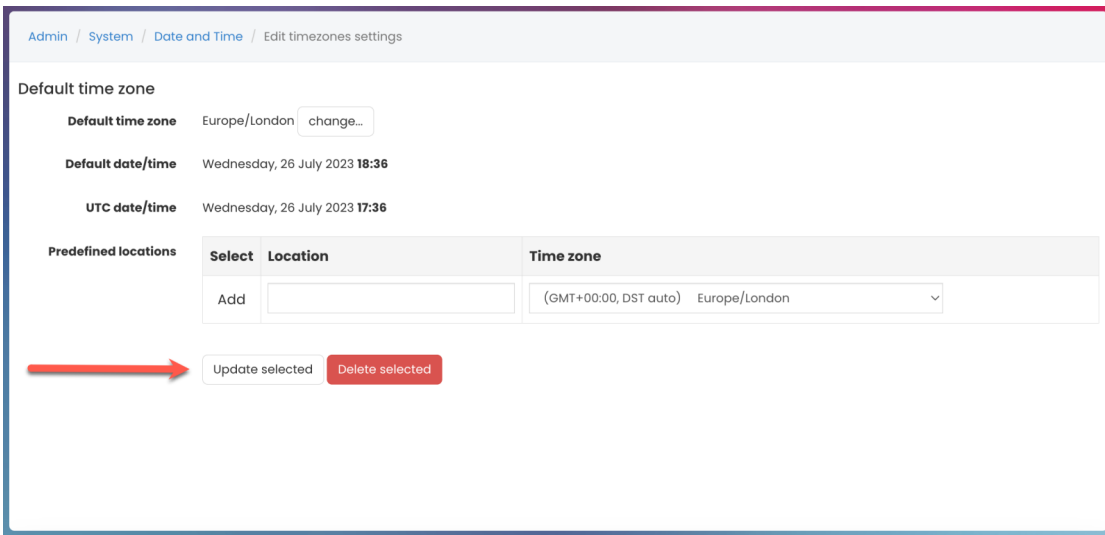 Admin / System / Date and Time / Edit timezones settings
Default time zone
Default time zone Europe/London change...
Default date/time Wednesday, 26 July 2023 18:36
UTC date/time Wednesday, 26 July 2023 17:36
Predefined locations Select Location Time zone
Add (GMT+00:00, DST auto) Europe/London
Update selected Delete selected